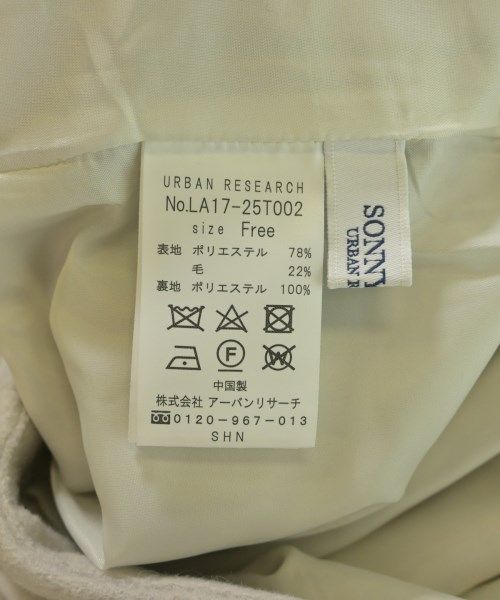 URBAN RESEARCH
No.LA17-25T002
size Free
表地 ポリエステル 78%
毛 22%
裏地 ポリエステル 100%
F
W
中国製
株式会社 アーバンリサーチ
0120-967-013
SHN
SONNY
URBAN R